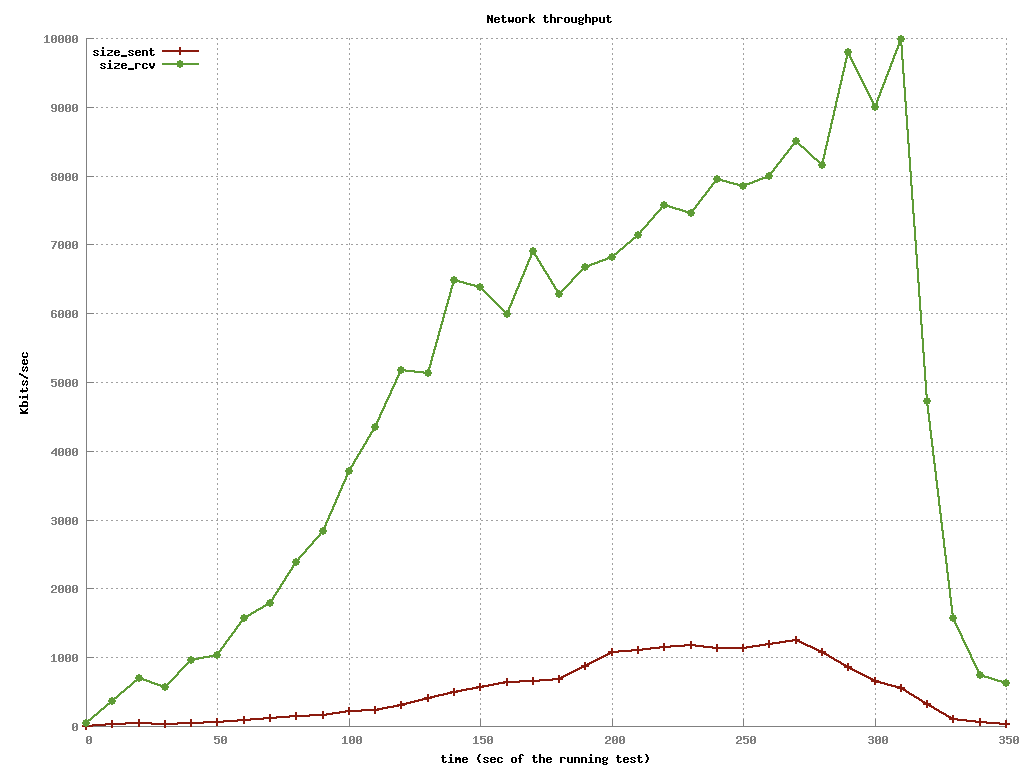 Network throughput
size_sent
size_rcv
10000
9000
8000
7000
6000
5000
4000
3000
2000
1000
0
Kbits/sec
0 50 100 150 200 250 300 350
time (sec of the running test)